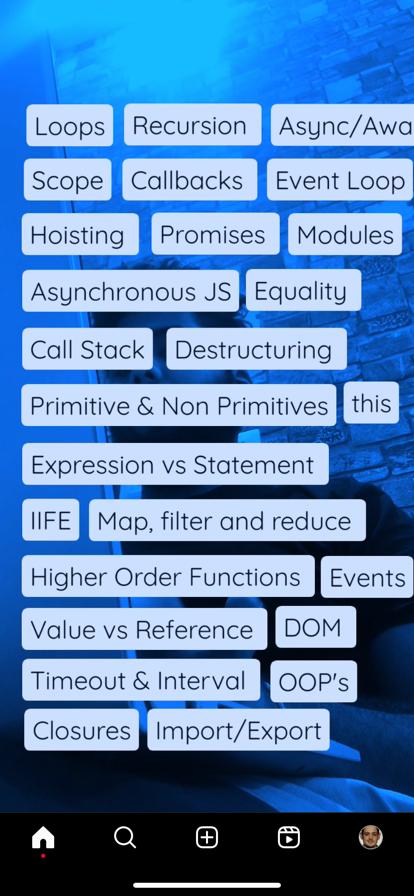 Loops Recursion Async/Awa
Scope Callbacks Event Loop
Hoisting Promises Modules
Asynchronous JS Equality
Call Stack Destructuring
Primitive & Non Primitives this
Expression vs Statement
IIFE Map, filter and reduce
Higher Order Functions Events
Value vs Reference DOM
Timeout & Interval OOP's
Closures Import/Export